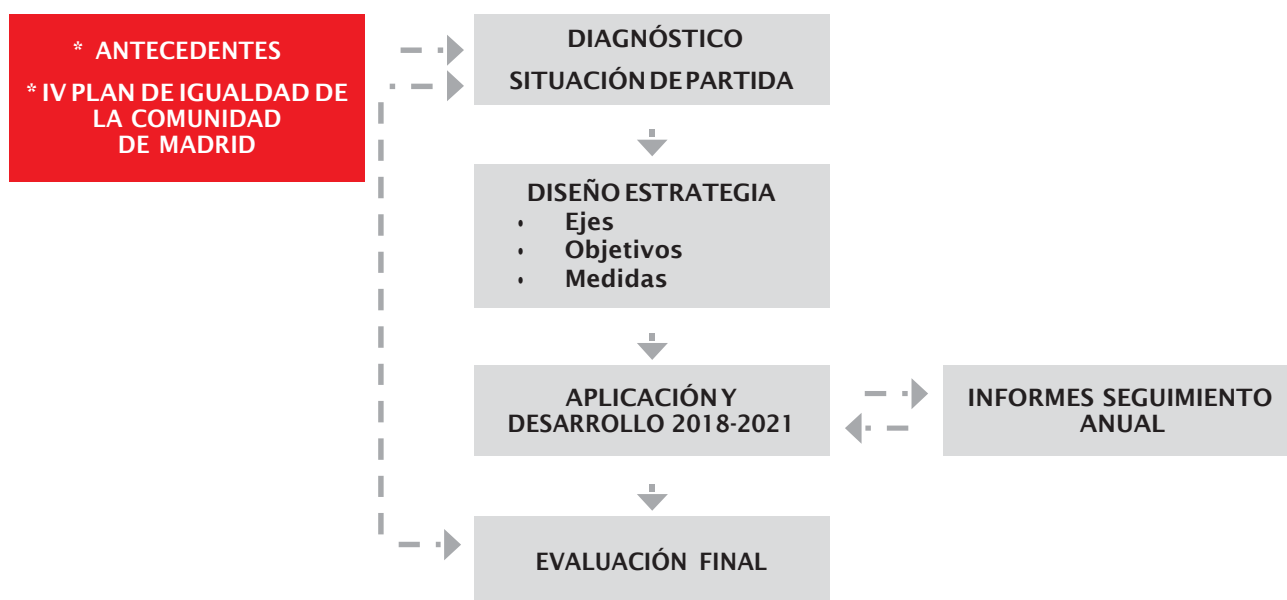 * ANTECEDENTES
* IV PLAN DE IGUALDAD DE
LA COMUNIDAD
DE MADRID
DIAGNÓSTICO
SITUACIÓN DE PARTIDA
DISEÑO ESTRATEGIA
• Ejes
• Objetivos
• Medidas
APLICACIÓN Y
DESARROLLO 2018-2021
INFORMES SEGUIMIENTO
ANUAL
EVALUACIÓN FINAL